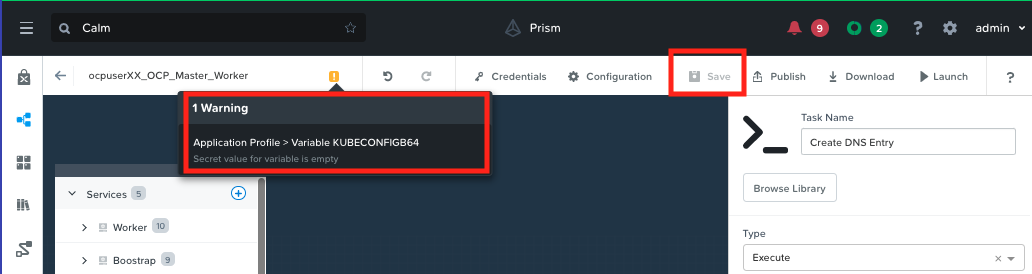 Calm
Prism
9
2
?
admin
ocpuserXX_OCP_Master_Worker
!
Credentials
Configuration
Save
Publish
Download
Launch
?
1 Warning
Application Profile > Variable KUBECONFIGB64
Secret value for variable is empty
Task Name
Create DNS Entry
Browse Library
Services 5
Worker 10
Boostrap 9
Type
Execute